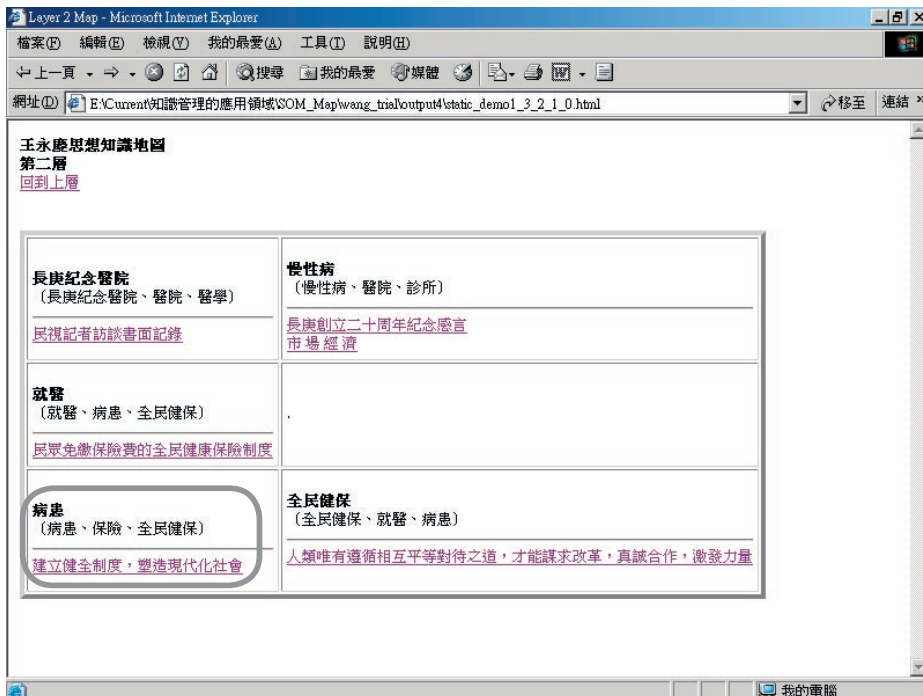 Layer 2 Map - Microsoft Internet Explorer
檔案(F) 編輯(E) 檢視(V) 我的最愛(A) 工具(T) 說明(H)
上一頁 搜尋 我的最愛 媒體
網址(D) E:\Current\知識管理的應用領域\SOM_Map\wang_trial\output4\static_demo1_3_2_1_0.html 移至 連結 »
王永慶思想知識地圖
第二層
回到上層
長庚紀念醫院
(長庚紀念醫院、醫院、醫學)
民視記者訪談書面記錄
慢性病
(慢性病、醫院、診所)
長庚創立二十周年紀念感言
市場經濟
就醫
(就醫、病患、全民健保)
民眾免繳保險費的全民健康保險制度
.
病患
(病患、保險、全民健保)
建立健全制度，塑造現代化社會
全民健保
(全民健保、就醫、病患)
人類唯有遵循相互平等對待之道，才能謀求改革，真誠合作，激發力量
我的電腦